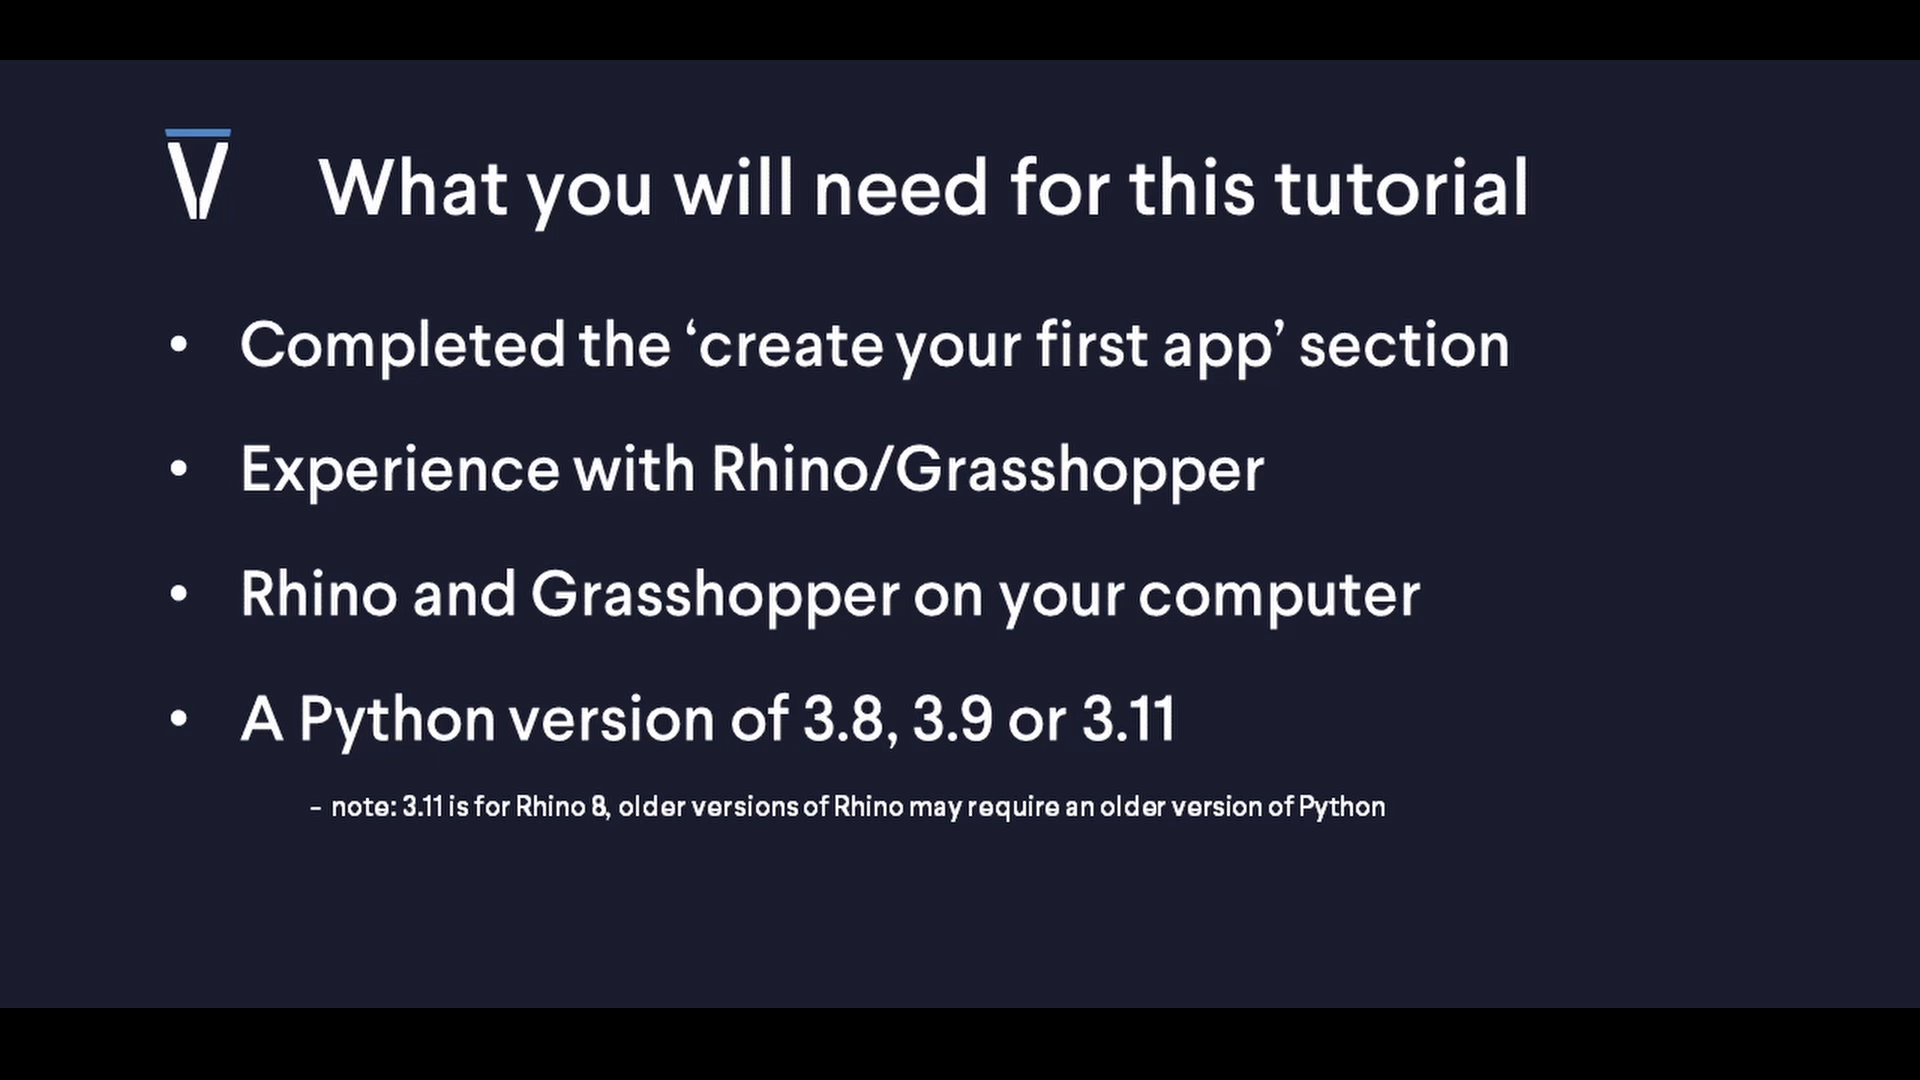 What you will need for this tutorial
• Completed the ‘create your first app’ section
• Experience with Rhino/Grasshopper
• Rhino and Grasshopper on your computer
• A Python version of 3.8, 3.9 or 3.11
– note: 3.11 is for Rhino 8, older versions of Rhino may require an older version of Python